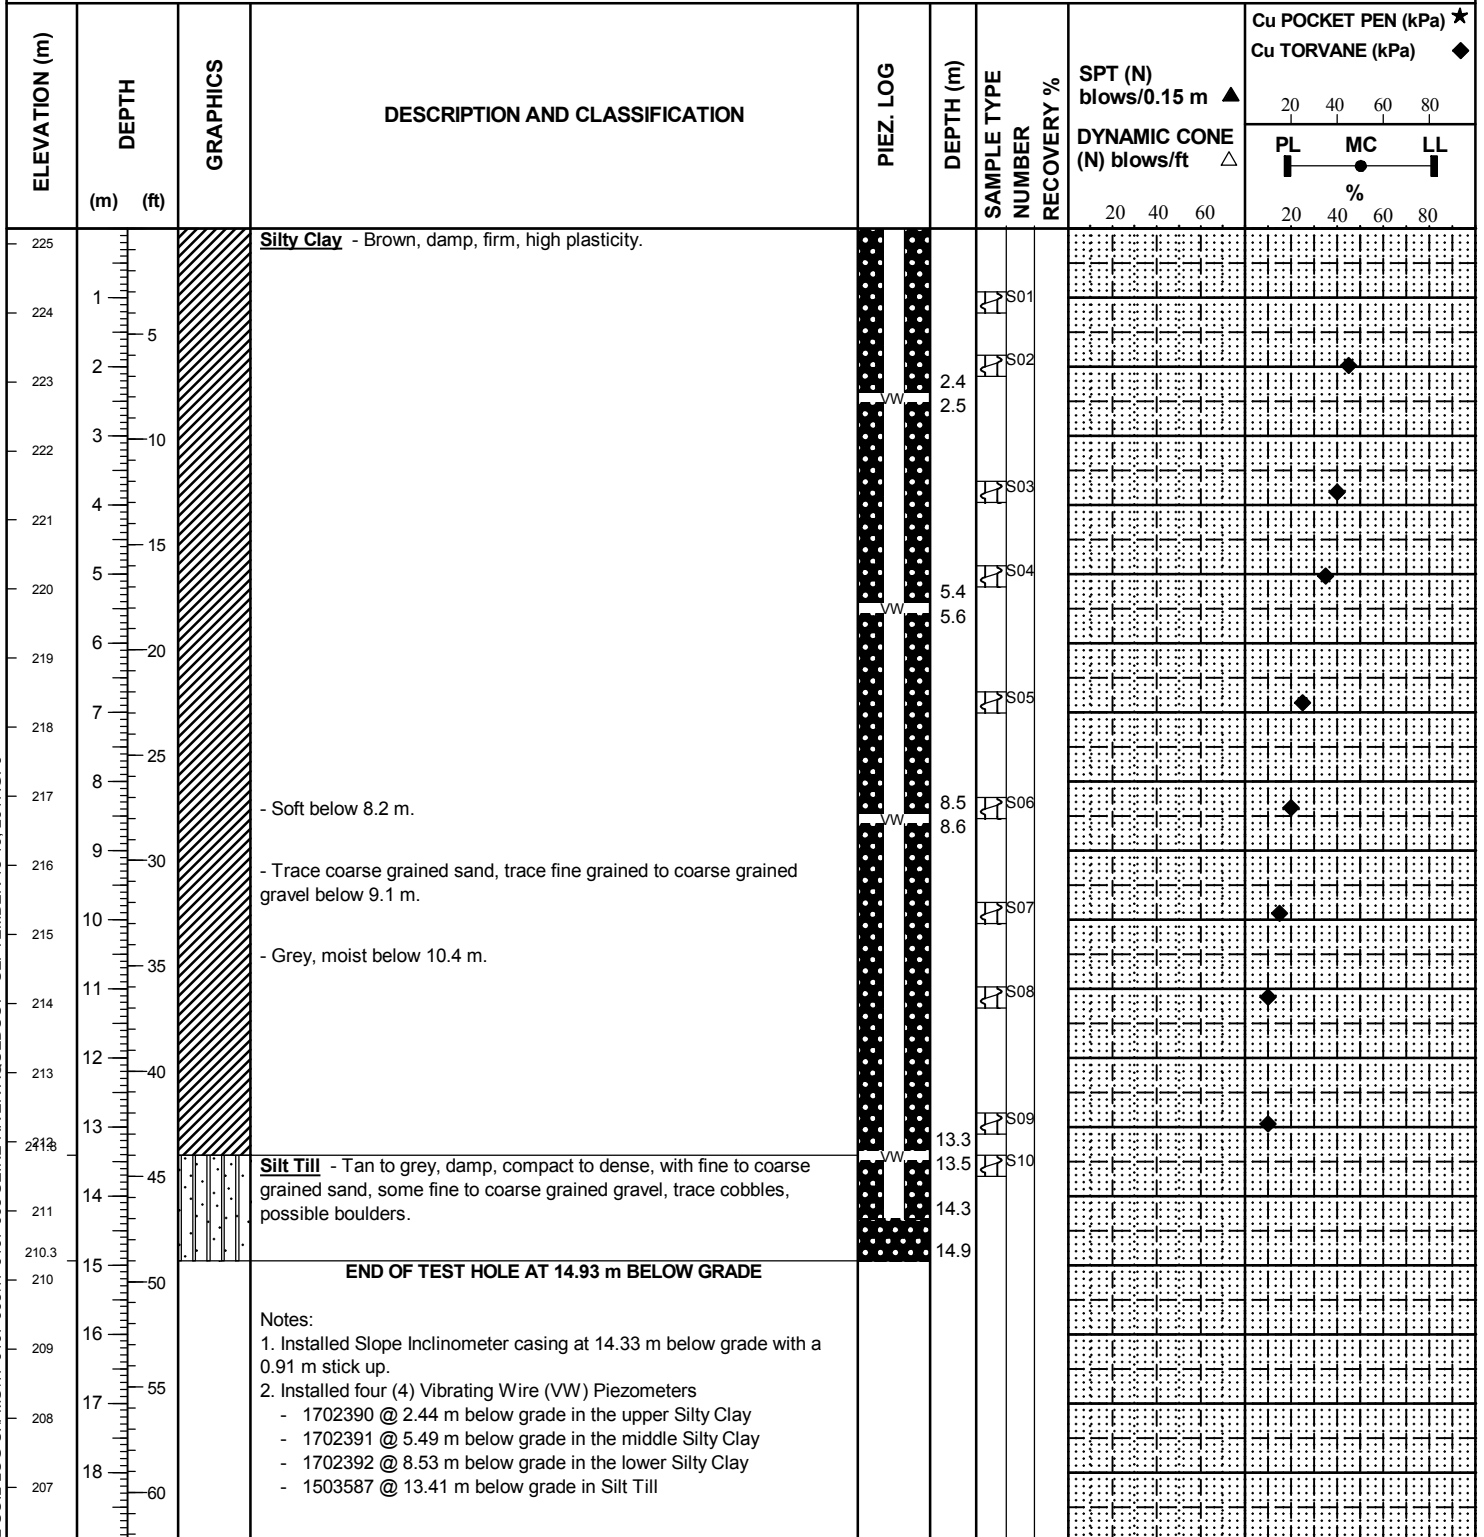 ELEVATION (m)
DEPTH
(m) (ft)
GRAPHICS
DESCRIPTION AND CLASSIFICATION
PIEZ. LOG
DEPTH (m)
SAMPLE TYPE
NUMBER
RECOVERY %
SPT (N)
blows/0.15 m ▲
DYNAMIC CONE
(N) blows/ft △
20 40 60
Cu POCKET PEN (kPa) ★
Cu TORVANE (kPa) ◆
20 40 60 80
PL MC LL
%
20 40 60 80
225
Silty Clay - Brown, damp, firm, high plasticity.
1
S01
224
5
2
S02
223
2.4
VW
2.5
3
10
222
S03
4
221
15
5
S04
220
5.4
VW
5.6
6
20
219
S05
7
218
25
8
217
- Soft below 8.2 m.
8.5
S06
VW
8.6
9
30
216
- Trace coarse grained sand, trace fine grained to coarse grained
gravel below 9.1 m.
S07
10
215
- Grey, moist below 10.4 m.
35
11
S08
214
12
40
213
13
S09
212
211.8
13.3
VW
13.5
S10
Silt Till - Tan to grey, damp, compact to dense, with fine to coarse
grained sand, some fine to coarse grained gravel, trace cobbles,
possible boulders.
45
14
211
14.3
210.3
14.9
15
END OF TEST HOLE AT 14.93 m BELOW GRADE
210
50
Notes:
1. Installed Slope Inclinometer casing at 14.33 m below grade with a
0.91 m stick up.
16
209
2. Installed four (4) Vibrating Wire (VW) Piezometers
55
17
- 1702390 @ 2.44 m below grade in the upper Silty Clay
208
- 1702391 @ 5.49 m below grade in the middle Silty Clay
- 1702392 @ 8.53 m below grade in the lower Silty Clay
18
- 1503587 @ 13.41 m below grade in Silt Till
207
60